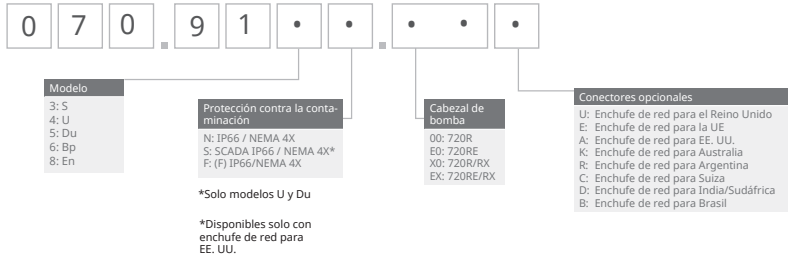 0 7 0 . 9 1 • • . • • •
Modelo
3: S
4: U
5: Du
6: Bp
8: En
Protección contra la conta-
minación
N: IP66 / NEMA 4X
S: SCADA IP66 / NEMA 4X*
F: (F) IP66/NEMA 4X
*Solo modelos U y Du
*Disponibles solo con
enchufe de red para
EE. UU.
Cabezal de
bomba
00: 720R
E0: 720RE
X0: 720R/RX
EX: 720RE/RX
Conectores opcionales
U: Enchufe de red para el Reino Unido
E: Enchufe de red para la UE
A: Enchufe de red para EE. UU.
K: Enchufe de red para Australia
R: Enchufe de red para Argentina
C: Enchufe de red para Suiza
D: Enchufe de red para India/Sudáfrica
B: Enchufe de red para Brasil